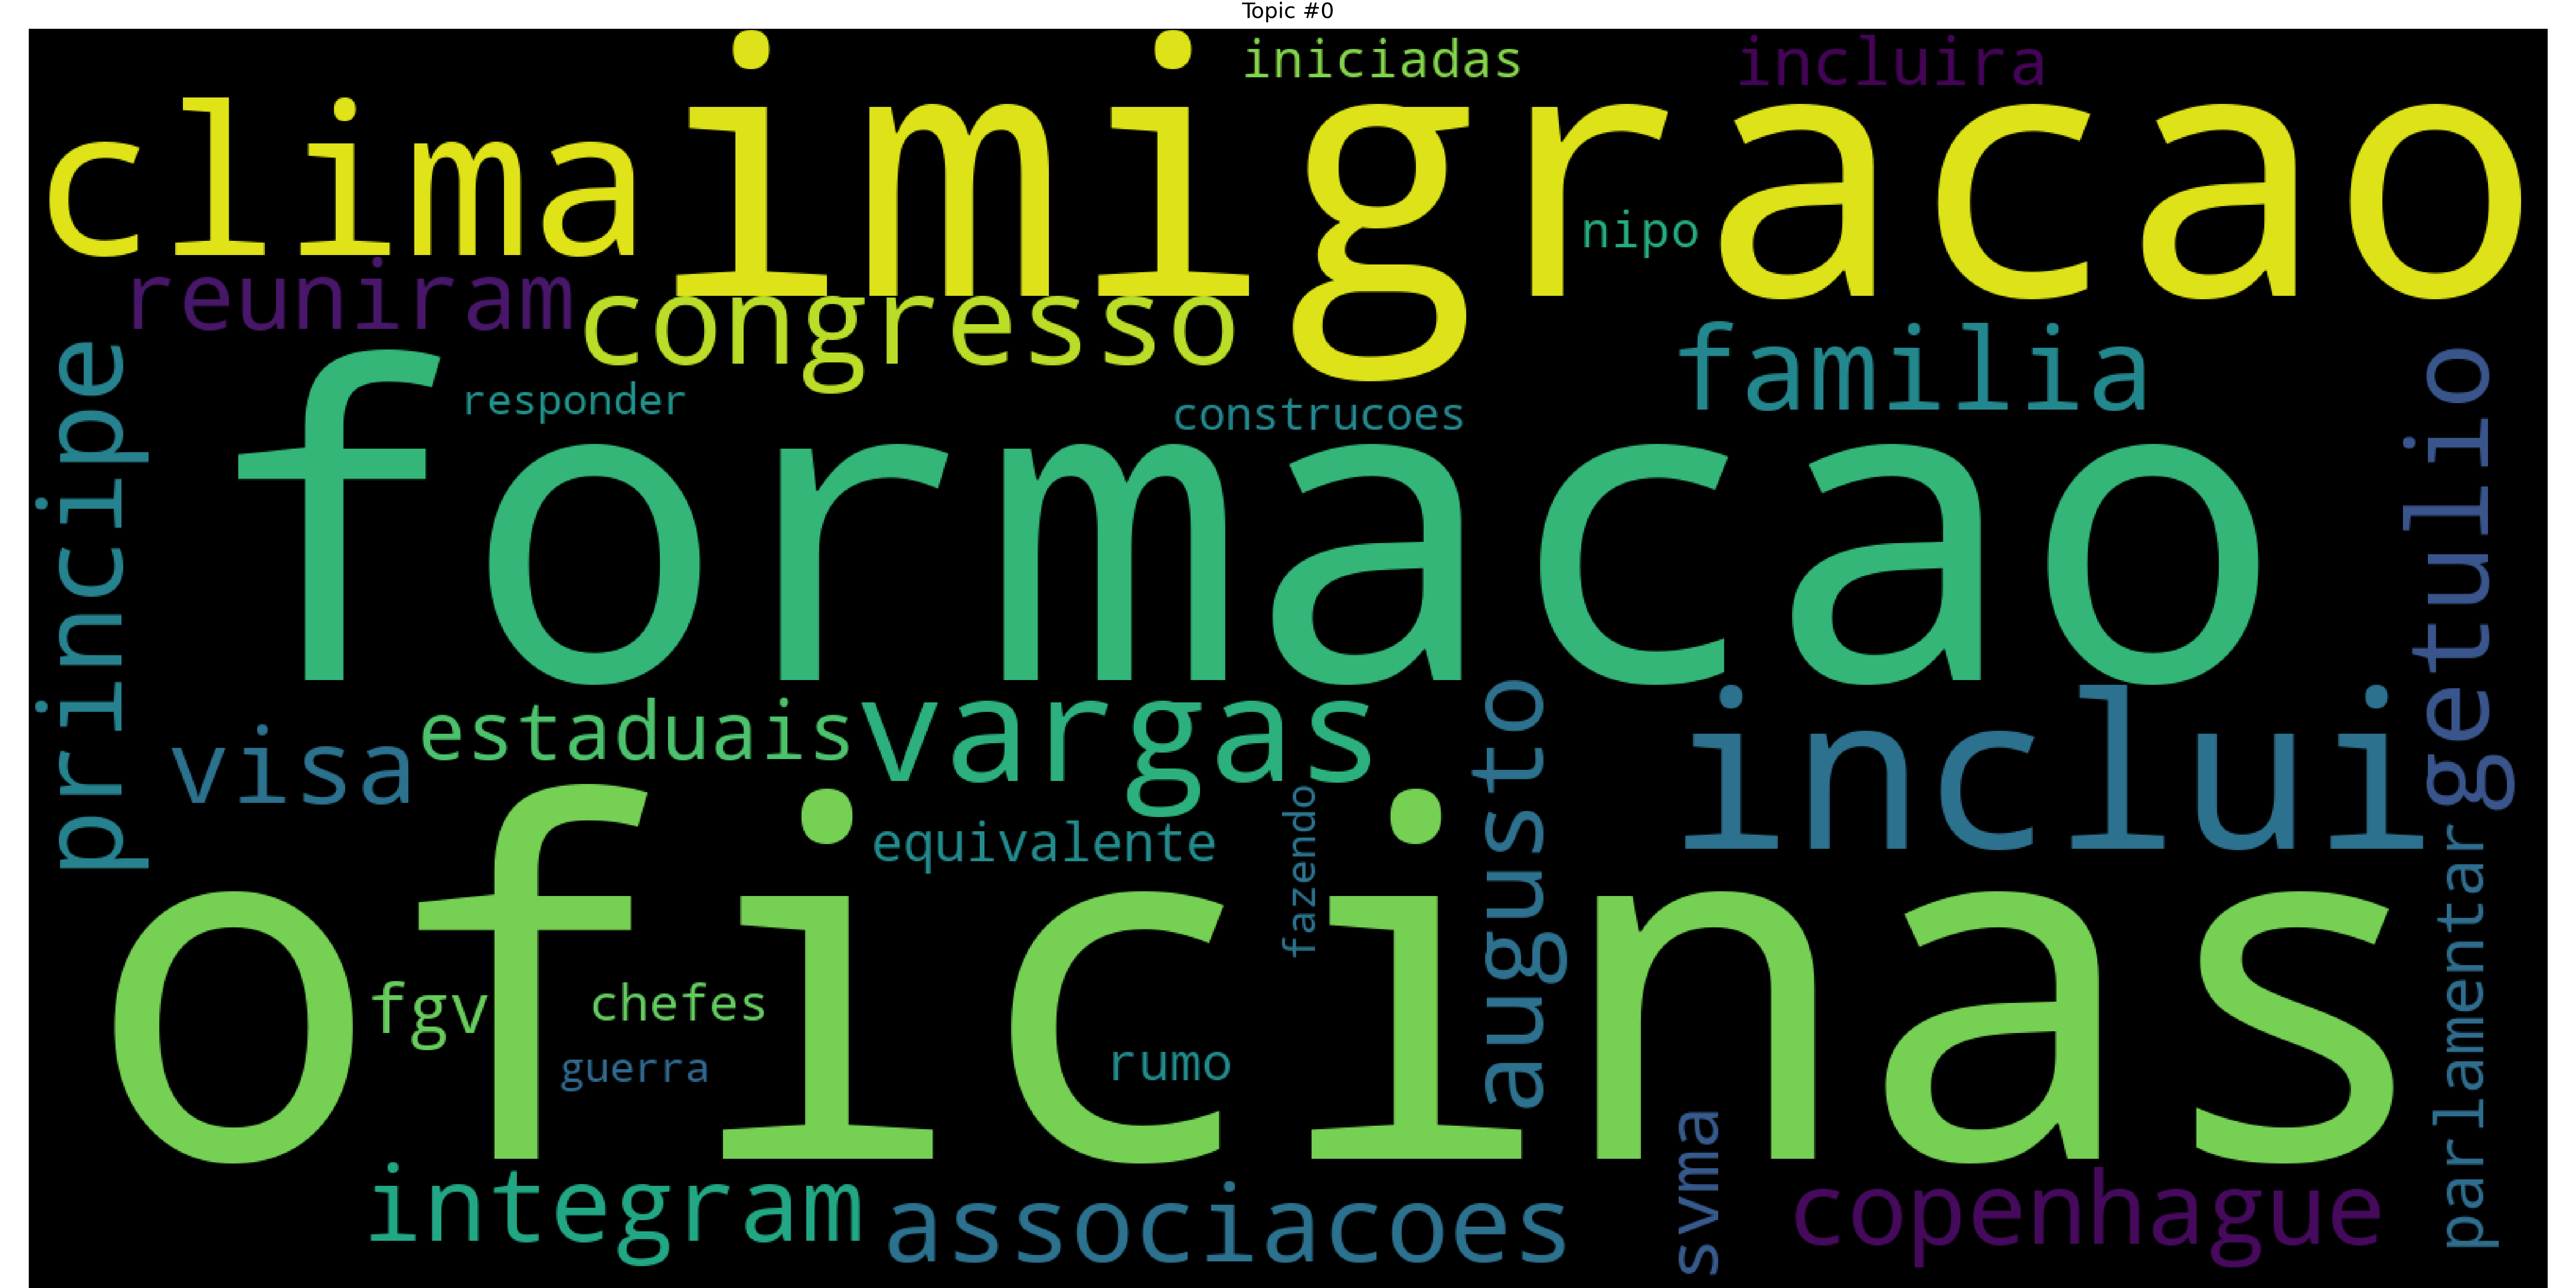 Topic #0
iniciadas
incluira
clima
imigracao
nipo
reuniram
congresso
familia
principe
responder
construcoes
getulio
formacao
estaduais
vargas
visa
augusto
inclui
equivalente
fazendo
oficinas
parlamentar
fgv
chefes
guerra
rumo
svma
integram
associacoes
copenhague